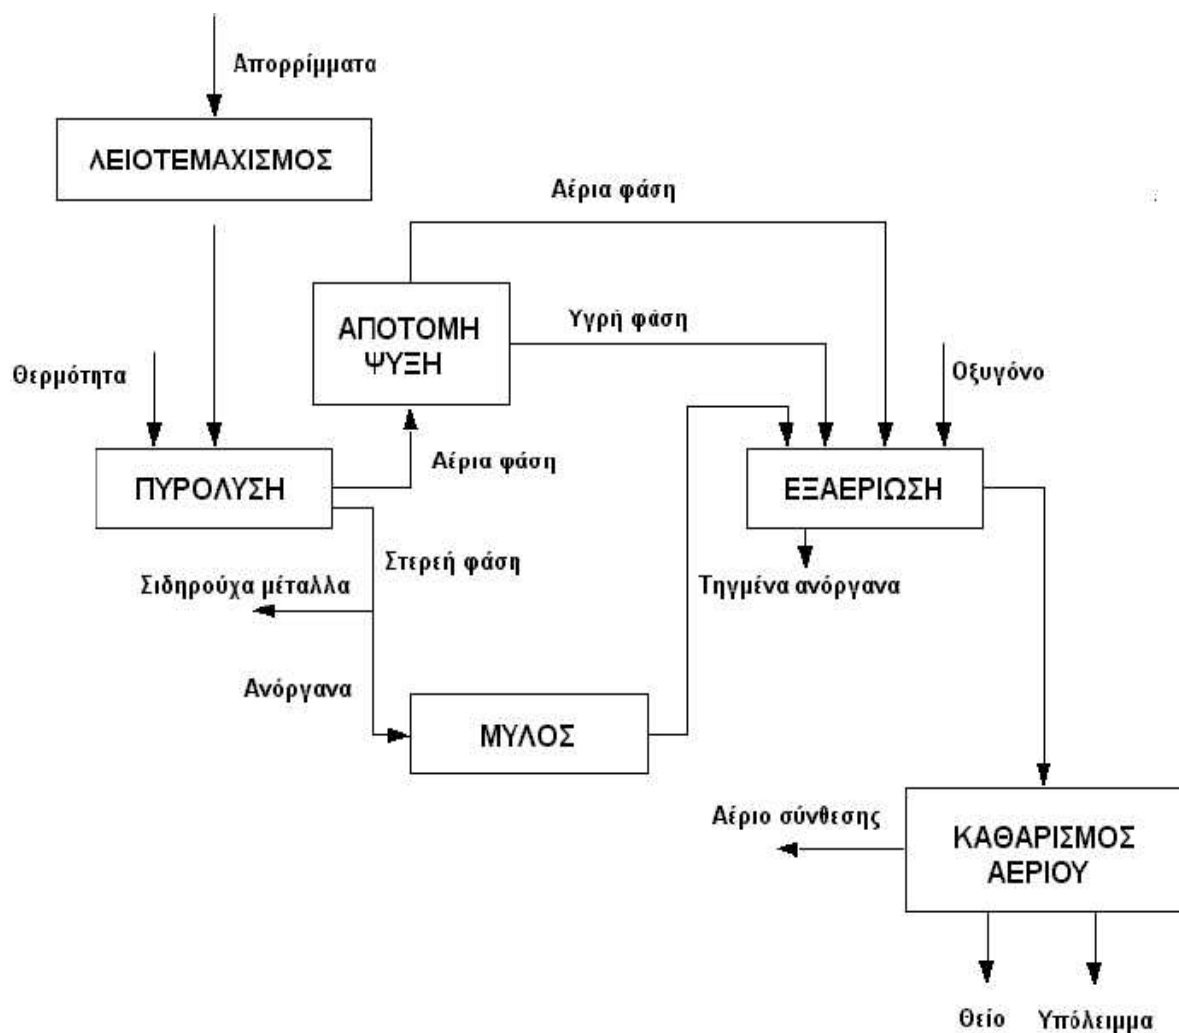 Απορρίμματα
ΛΕΙΟΤΕΜΑΧΙΣΜΟΣ
Αέρια φάση
ΑΠΟΤΟΜΗ
ΨΥΞΗ
Υγρή φάση
Θερμότητα
Οξυγόνο
Αέρια φάση
ΠΥΡΟΛΥΣΗ
ΕΞΑΕΡΙΩΣΗ
Στερεή φάση
Σιδηρούχα μέταλλα
Τηγμένα ανόργανα
Ανόργανα
ΜΥΛΟΣ
Αέριο σύνθεσης
ΚΑΘΑΡΙΣΜΟΣ
ΑΕΡΙΟΥ
Θείο
Υπόλειμμα